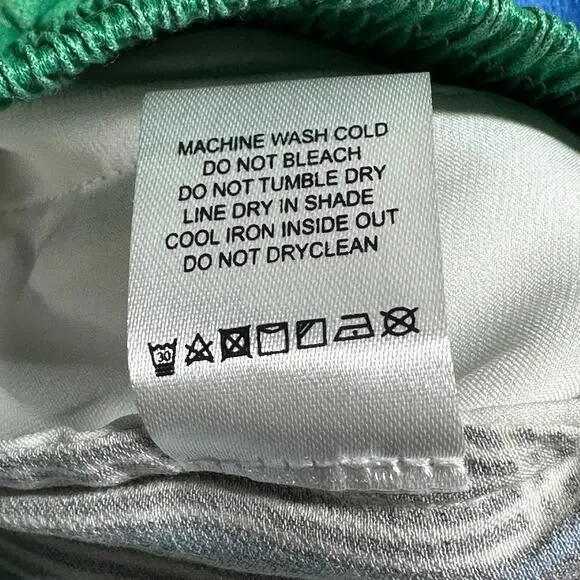 MACHINE WASH COLD
DO NOT BLEACH
DO NOT TUMBLE DRY
LINE DRY IN SHADE
COOL IRON INSIDE OUT
DO NOT DRYCLEAN
30